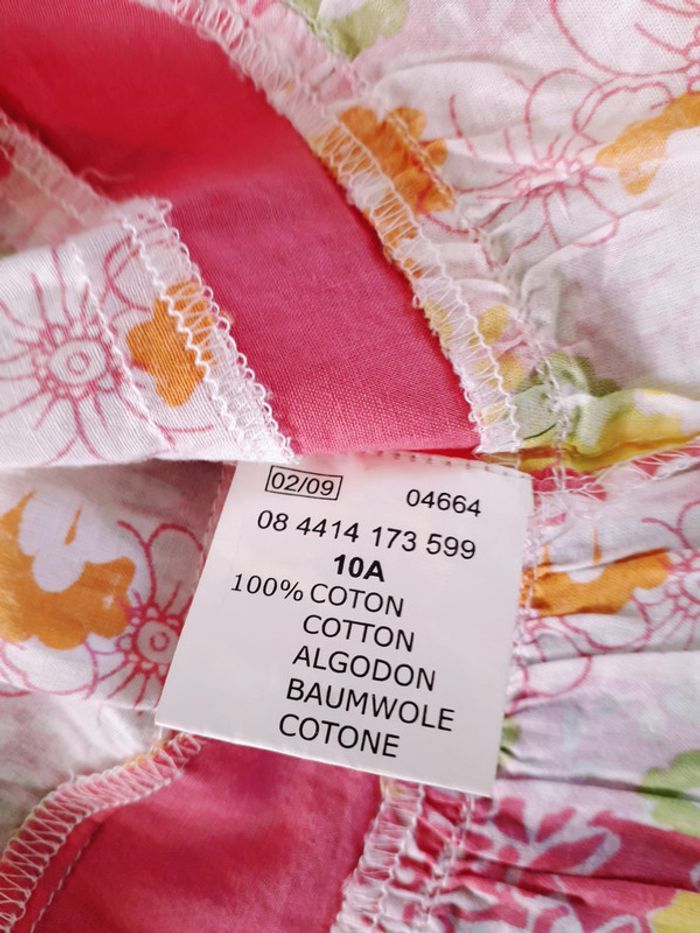 02/09 04664
08 4414 173 599
10A
100% COTON
COTTON
ALGODON
BAUMWOLE
COTONE